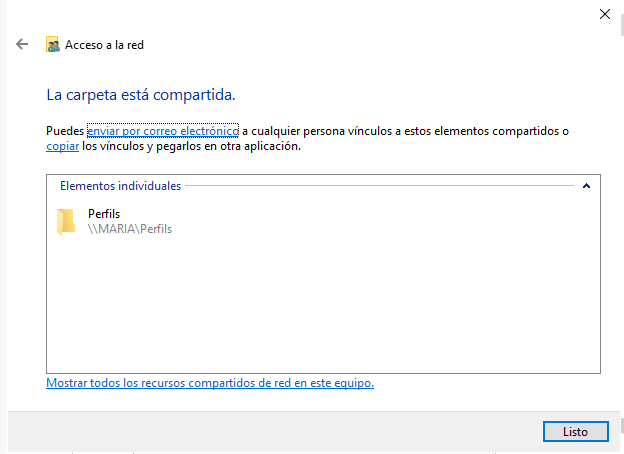 Acceso a la red
La carpeta está compartida.
Puedes enviar por correo electrónico a cualquier persona vínculos a estos elementos compartidos o
copiar los vínculos y pegarlos en otra aplicación.
Elementos individuales
Perfils
\\MARIA\Perfils
Mostrar todos los recursos compartidos de red en este equipo.
Listo